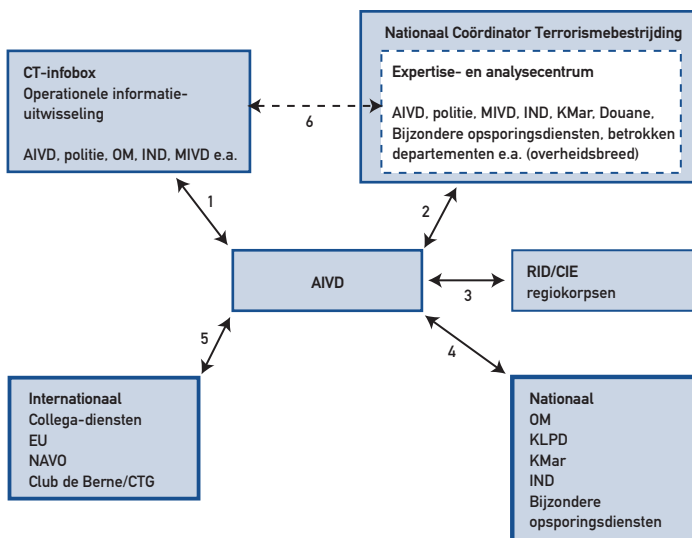 CT-infobox
Operationele informatie-
uitwisseling
AIVD, politie, OM, IND, MIVD e.a.
Nationaal Coördinator Terrorismebestrijding
Expertise- en analysecentrum
AIVD, politie, MIVD, IND, KMar, Douane,
Bijzondere opsporingsdiensten, betrokken
departementen e.a. (overheidsbreed)
6
1
2
AIVD
3
RID/CIE
regiokorpsen
5
4
Internationaal
Collega-diensten
EU
NAVO
Club de Berne/CTG
Nationaal
OM
KLPD
KMar
IND
Bijzondere
opsporingsdiensten